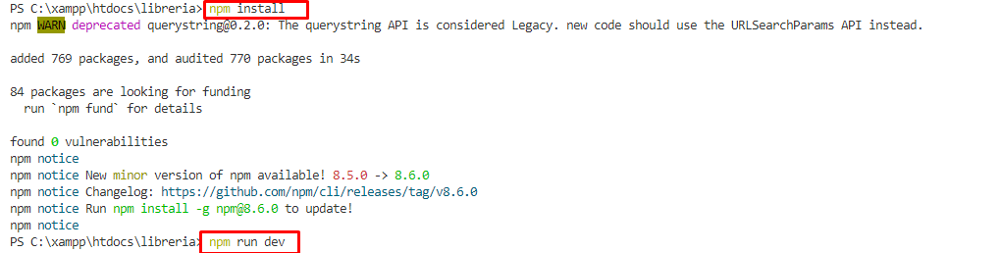 PS C:\xampp\htdocs\libreria> npm install
npm WARN deprecated querystring@0.2.0: The querystring API is considered Legacy. new code should use the URLSearchParams API instead.
added 769 packages, and audited 770 packages in 34s
84 packages are looking for funding
run `npm fund` for details
found 0 vulnerabilities
npm notice
npm notice New minor version of npm available! 8.5.0 -> 8.6.0
npm notice Changelog: https://github.com/npm/cli/releases/tag/v8.6.0
npm notice Run npm install -g npm@8.6.0 to update!
npm notice
PS C:\xampp\htdocs\libreria> npm run dev